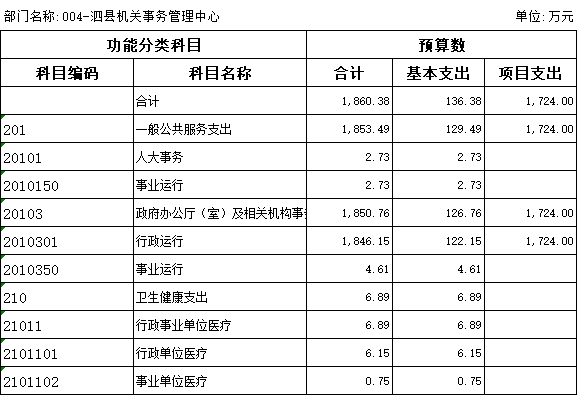 部门名称:004-泗县机关事务管理中心 单位:万元
功能分类科目 预算数
科目编码 科目名称 合计 基本支出 项目支出
合计 1,860.38 136.38 1,724.00
201 一般公共服务支出 1,853.49 129.49 1,724.00
20101 人大事务 2.73 2.73
2010150 事业运行 2.73 2.73
20103 政府办公厅（室）及相关机构事 1,850.76 126.76 1,724.00
2010301 行政运行 1,846.15 122.15 1,724.00
2010350 事业运行 4.61 4.61
210 卫生健康支出 6.89 6.89
21011 行政事业单位医疗 6.89 6.89
2101101 行政单位医疗 6.15 6.15
2101102 事业单位医疗 0.75 0.75